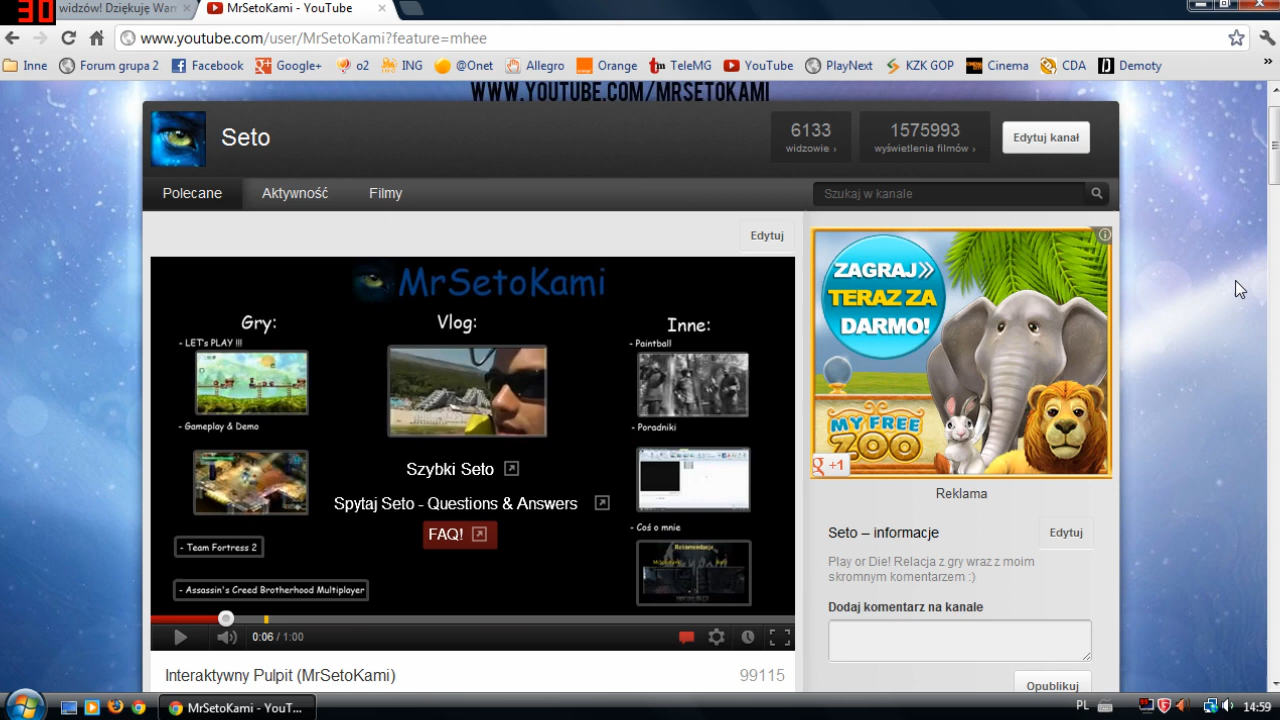 30
widzów! Dziękuję Wam
MrSetoKami - YouTube
www.youtube.com/user/MrSetoKami?feature=mhee
Inne
Forum grupa 2
Facebook
Google+
o2
ING
@Onet
Allegro
Orange
TeleMG
YouTube
PlayNext
KZK GOP
Cinema
CDA
Demoty
WWW.YOUTUBE.COM/MRSETOKAMI
Seto
6133
widzowie ›
1575993
wyświetlenia filmów ›
Edytuj kanał
Polecane
Aktywność
Filmy
Szukaj w kanale
Edytuj
MrSetoKami
Gry:
Vlog:
Inne:
- LET's PLAY !!!
- Gameplay & Demo
- Team Fortress 2
- Assassin's Creed Brotherhood Multiplayer
Szybki Seto
Spytaj Seto - Questions & Answers
FAQ!
- Paintball
- Poradniki
- Coś o mnie
0:06 / 1:00
Interaktywny Pulpit (MrSetoKami)
99115
ZAGRAJ
TERAZ ZA
DARMO!
MY FREE
ZOO
g +1
Reklama
Seto – informacje
Edytuj
Play or Die! Relacja z gry wraz z moim
skromnym komentarzem :)
Dodaj komentarz na kanale
Opublikuj
MrSetoKami - YouT...
PL
14:59